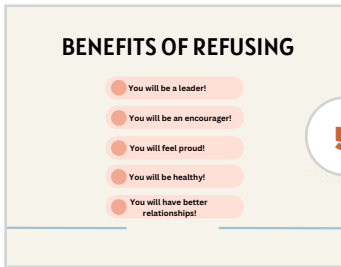 BENEFITS OF REFUSING
You will be a leader!
You will be an encourager!
You will feel proud!
You will be healthy!
You will have better
relationships!